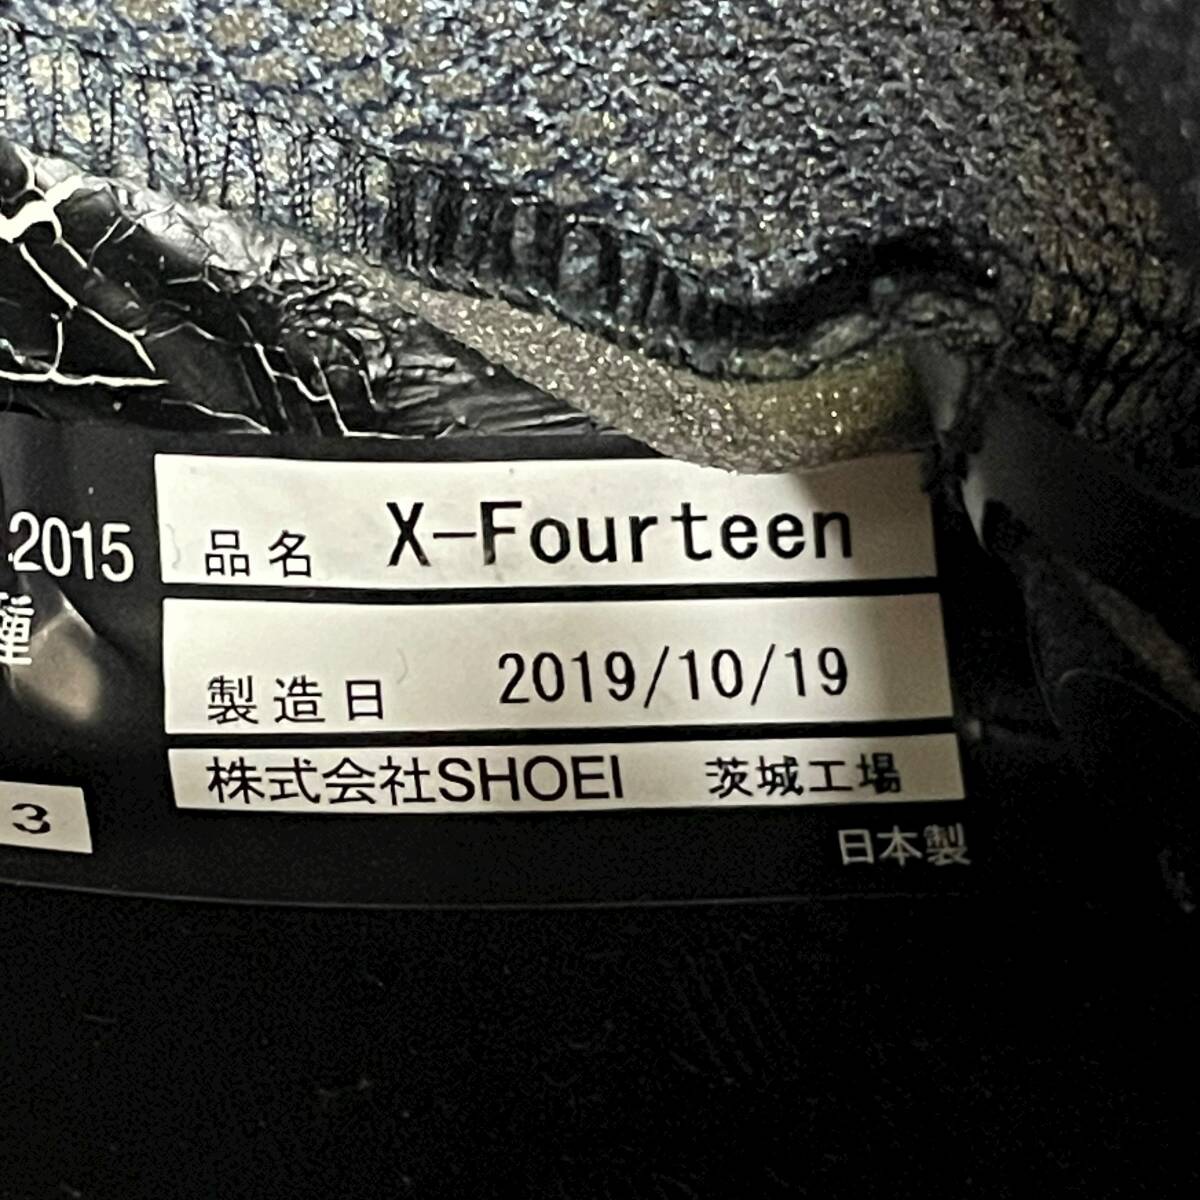 品名 X-Fourteen
2015
製造日 2019/10/19
株式会社SHOEI 茨城工場
3
日本製